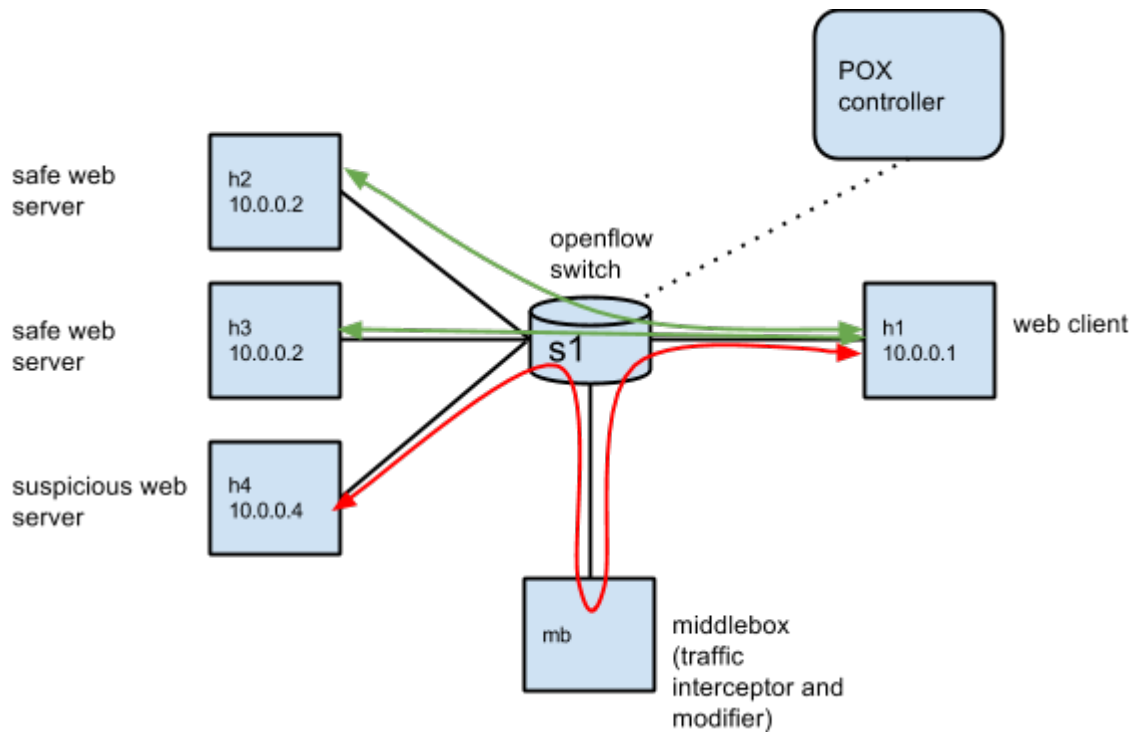 POX
controller
safe web
server
h2
10.0.0.2
openflow
switch
safe web
server
h3
10.0.0.2
s1
h1
10.0.0.1
web client
suspicious web
server
h4
10.0.0.4
mb
middlebox
(traffic
interceptor and
modifier)